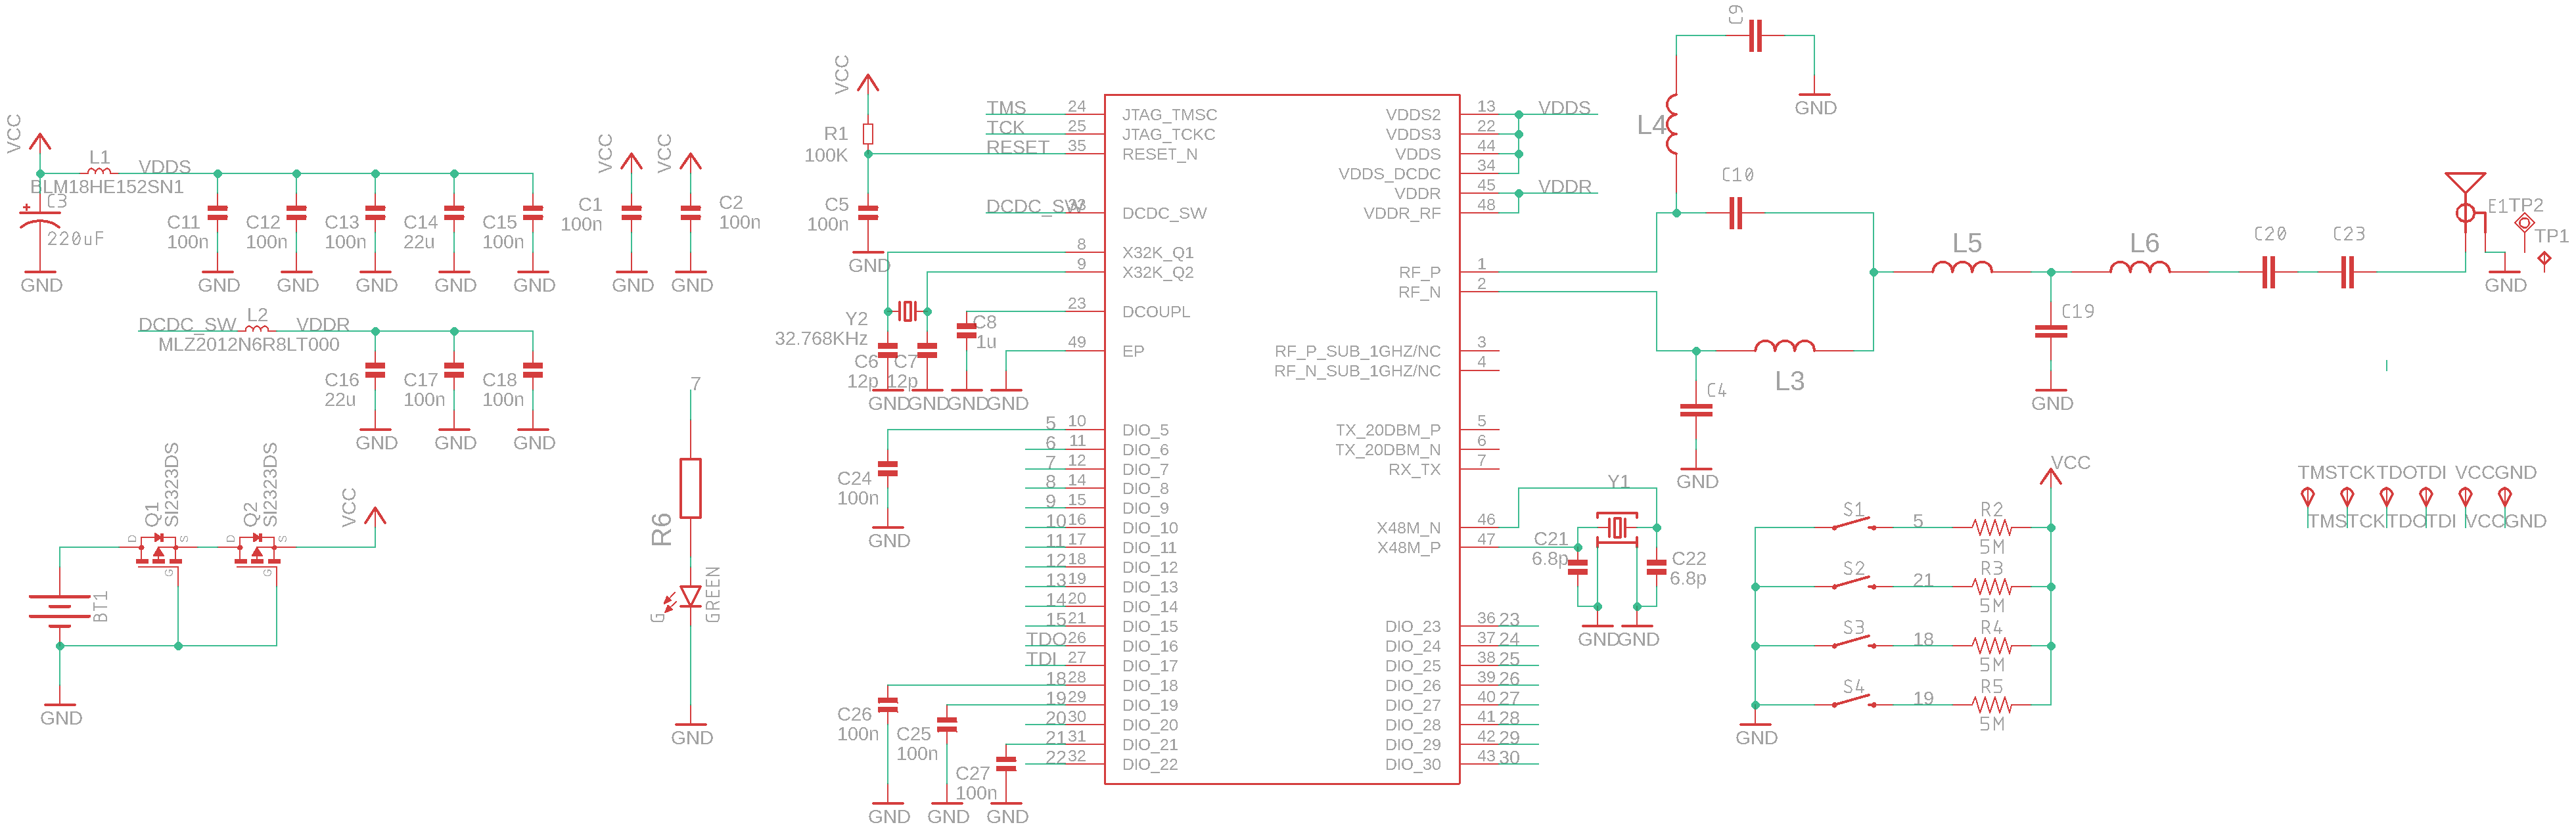 VCC
L1
VDDS
BLM18HE152SN1
C3
220uF
GND
C11
100n
GND
C12
100n
GND
C13
100n
GND
C14
22u
GND
C15
100n
GND
VCC
C1
100n
GND
VCC
C2
100n
GND
DCDC_SW
L2
VDDR
MLZ2012N6R8LT000
C16
22u
GND
C17
100n
GND
C18
100n
GND
Q1
SI2323DS
D
S
G
Q2
SI2323DS
D
S
G
VCC
BT1
GND
7
R6
G
GREEN
GND
VCC
R1
100K
C5
100n
GND
Y2
32.768KHz
C6
12p
C7
12p
C8
1u
GND
GND
GND
GND
C24
100n
GND
C26
100n
GND
C25
100n
GND
C27
100n
GND
TMS 24 JTAG_TMSC
TCK 25 JTAG_TCKC
RESET 35 RESET_N
DCDC_SW 33 DCDC_SW
8 X32K_Q1
9 X32K_Q2
23 DCOUPL
49 EP
5 10 DIO_5
6 11 DIO_6
7 12 DIO_7
8 14 DIO_8
9 15 DIO_9
10 16 DIO_10
11 17 DIO_11
12 18 DIO_12
13 19 DIO_13
14 20 DIO_14
15 21 DIO_15
TDO 26 DIO_16
TDI 27 DIO_17
18 28 DIO_18
19 29 DIO_19
20 30 DIO_20
21 31 DIO_21
22 32 DIO_22
VDDS2 13 VDDS
VDDS3 22
VDDS 44
VDDS_DCDC 34
VDDR 45 VDDR
VDDR_RF 48
RF_P 1
RF_N 2
RF_P_SUB_1GHZ/NC 3
RF_N_SUB_1GHZ/NC 4
TX_20DBM_P 5
TX_20DBM_N 6
RX_TX 7
X48M_N 46
X48M_P 47
DIO_23 36 23
DIO_24 37 24
DIO_25 38 25
DIO_26 39 26
DIO_27 40 27
DIO_28 41 28
DIO_29 42 29
DIO_30 43 30
C9
GND
L4
C10
L3
C4
GND
L5
C19
GND
L6
C20
C23
E1
GND
TP2
TP1
Y1
C21
6.8p
C22
6.8p
GND
GND
VCC
S1 5 R2
5M
S2 21 R3
5M
S3 18 R4
5M
S4 19 R5
5M
GND
TMS TCK TDO TDI VCC GND
TMS TCK TDO TDI VCC GND